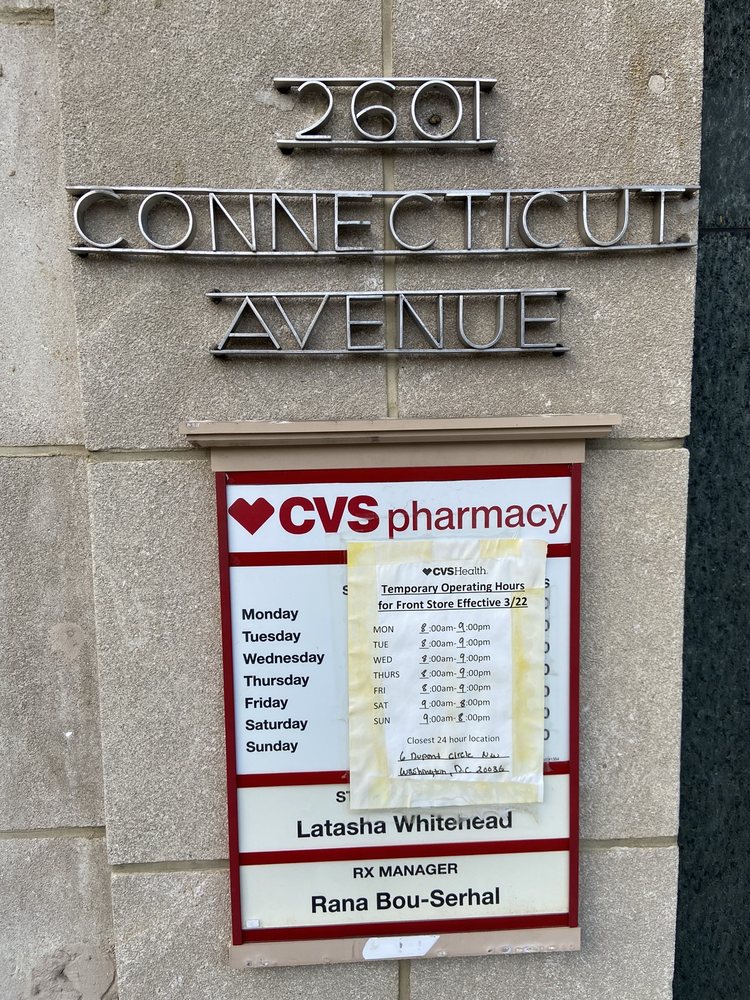 2601
CONNECTICUT
AVENUE
CVS pharmacy
CVSHealth.
Temporary Operating Hours
for Front Store Effective 3/22
Monday
Tuesday
Wednesday
Thursday
Friday
Saturday
Sunday
MON 8:00am-9:00pm
TUE 8:00am-9:00pm
WED 8:00am-9:00pm
THURS 8:00am-9:00pm
FRI 8:00am-9:00pm
SAT 9:00am-8:00pm
SUN 9:00am-8:00pm
Closest 24 hour location
6 Dupont Circle NW
Washington, D.C. 20036
Latasha Whitehead
RX MANAGER
Rana Bou-Serhal